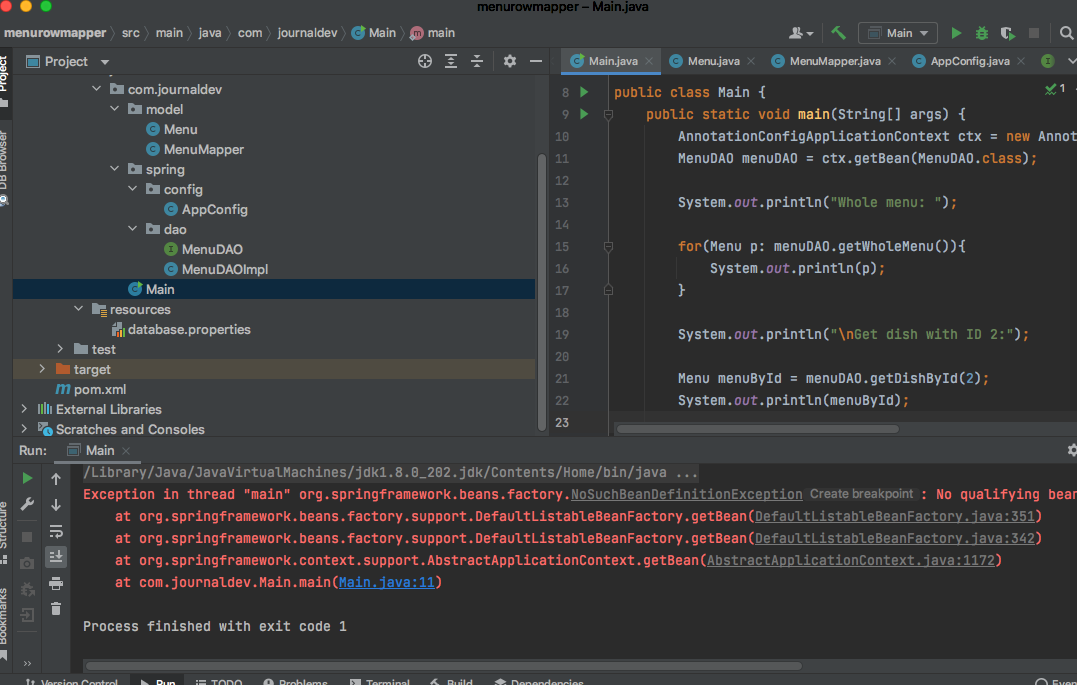 menurowmapper – Main.java
menurowmapper src main java com journaldev Main main
Main
Project
Project
Main.java Menu.java MenuMapper.java AppConfig.java
com.journaldev
model
Menu
MenuMapper
spring
config
AppConfig
dao
MenuDAO
MenuDAOImpl
Main
resources
database.properties
test
target
pom.xml
External Libraries
Scratches and Consoles
DB Browser
8 public class Main {
1
9 public static void main(String[] args) {
10 AnnotationConfigApplicationContext ctx = new Annot
11 MenuDAO menuDAO = ctx.getBean(MenuDAO.class);
12
13 System.out.println("Whole menu: ");
14
15 for(Menu p: menuDAO.getWholeMenu()){
16 System.out.println(p);
17 }
18
19 System.out.println("\nGet dish with ID 2:");
20
21 Menu menuById = menuDAO.getDishById(2);
22 System.out.println(menuById);
23
Run: Main
/Library/Java/JavaVirtualMachines/jdk1.8.0_202.jdk/Contents/Home/bin/java ...
Exception in thread "main" org.springframework.beans.factory.NoSuchBeanDefinitionException Create breakpoint : No qualifying bean
at org.springframework.beans.factory.support.DefaultListableBeanFactory.getBean(DefaultListableBeanFactory.java:351)
at org.springframework.beans.factory.support.DefaultListableBeanFactory.getBean(DefaultListableBeanFactory.java:342)
at org.springframework.context.support.AbstractApplicationContext.getBean(AbstractApplicationContext.java:1172)
at com.journaldev.Main.main(Main.java:11)
Process finished with exit code 1
Structure
Bookmarks
Version Control Run TODO Problems Terminal Build Dependencies Even